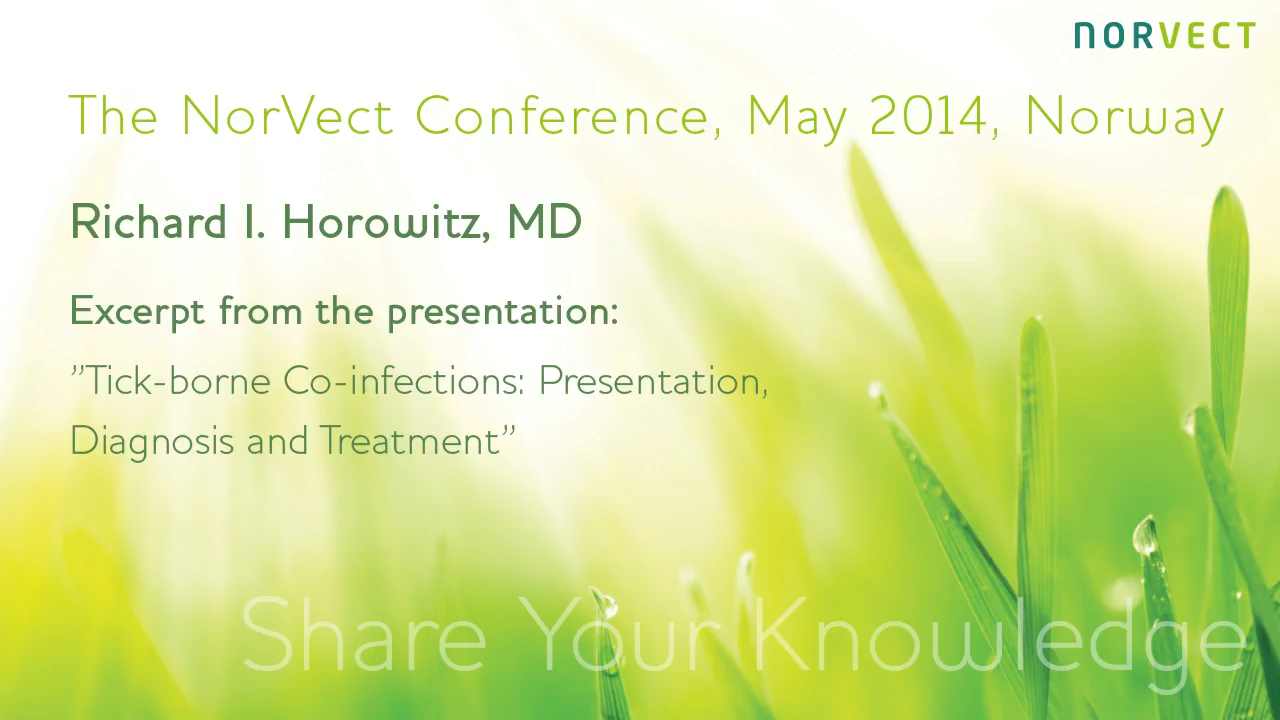 NORVECT
The NorVect Conference, May 2014, Norway
Richard I. Horowitz, MD
Excerpt from the presentation:
”Tick-borne Co-infections: Presentation,
Diagnosis and Treatment”
Share Your Knowledge